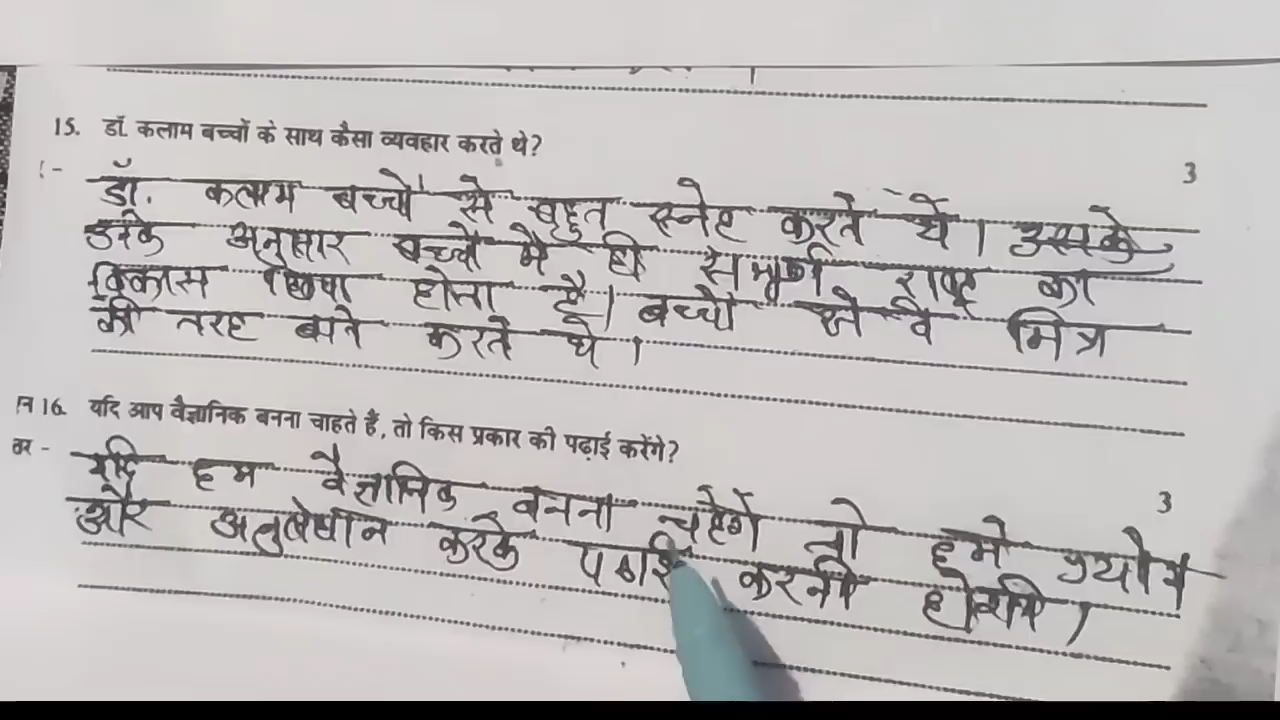 15. डॉ. कलाम बच्चों के साथ कैसा व्यवहार करते थे?
3
:-
डॉ. कलाम बच्चों से बहुत स्नेह करते थे। उसके
उनके अनुसार बच्चों में ही सम्पूर्ण राष्ट्र का
विकास छिपा होता है। बच्चों से वे मित्र
की तरह बाते करते थे।
न 16. यदि आप वैज्ञानिक बनना चाहते हैं, तो किस प्रकार की पढ़ाई करेंगे?
3
तर -
यदि हम वैज्ञानिक बनना चहेगें तो हमे प्रयोग
और अनुसंधान करके पढाई करनी होगी।